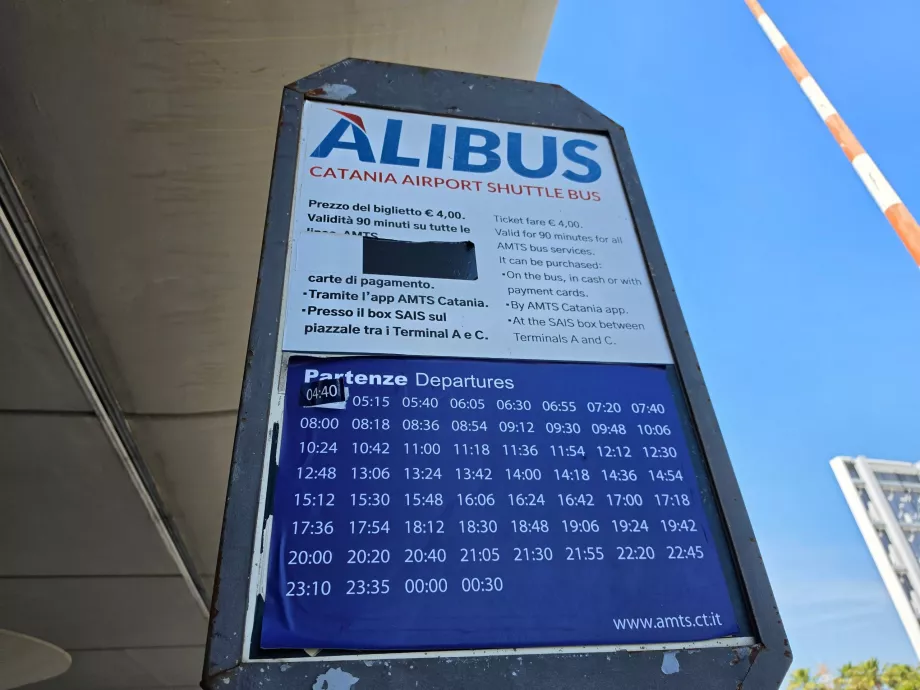 ALIBUS
CATANIA AIRPORT SHUTTLE BUS
Prezzo del biglietto € 4,00.
Validità 90 minuti su tutte le
linee AMTS
carte di pagamento.
•Tramite l'app AMTS Catania.
•Presso il box SAIS sul
piazzale tra i Terminal A e C.
Ticket fare € 4,00.
Valid for 90 minutes for all
AMTS bus services.
It can be purchased:
•On the bus, in cash or with
payment cards.
•By AMTS Catania app.
•At the SAIS box between
Terminals A and C.
Partenze Departures
04:40 05:15 05:40 06:05 06:30 06:55 07:20 07:40
08:00 08:18 08:36 08:54 09:12 09:30 09:48 10:06
10:24 10:42 11:00 11:18 11:36 11:54 12:12 12:30
12:48 13:06 13:24 13:42 14:00 14:18 14:36 14:54
15:12 15:30 15:48 16:06 16:24 16:42 17:00 17:18
17:36 17:54 18:12 18:30 18:48 19:06 19:24 19:42
20:00 20:20 20:40 21:05 21:30 21:55 22:20 22:45
23:10 23:35 00:00 00:30
www.amts.ct.it